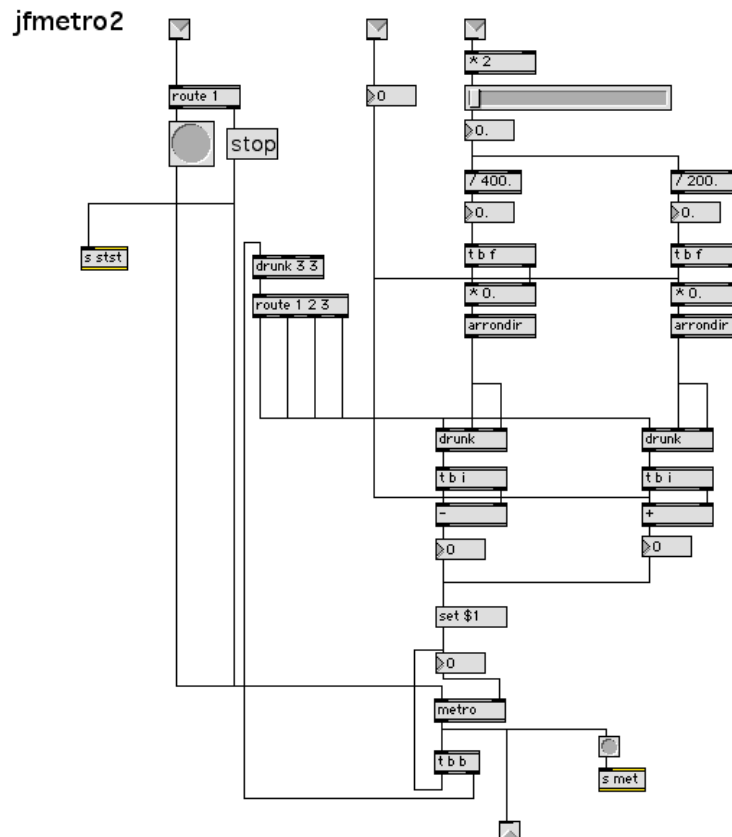 jfmetro2
* 2
route 1
0
0.
stop
/ 400.
/ 200.
0.
0.
s stst
t b f
t b f
drunk 3 3
* 0.
* 0.
route 1 2 3
arrondir
arrondir
drunk
drunk
t b i
t b i
-
+
0
0
set $1
0
metro
t b b
s met